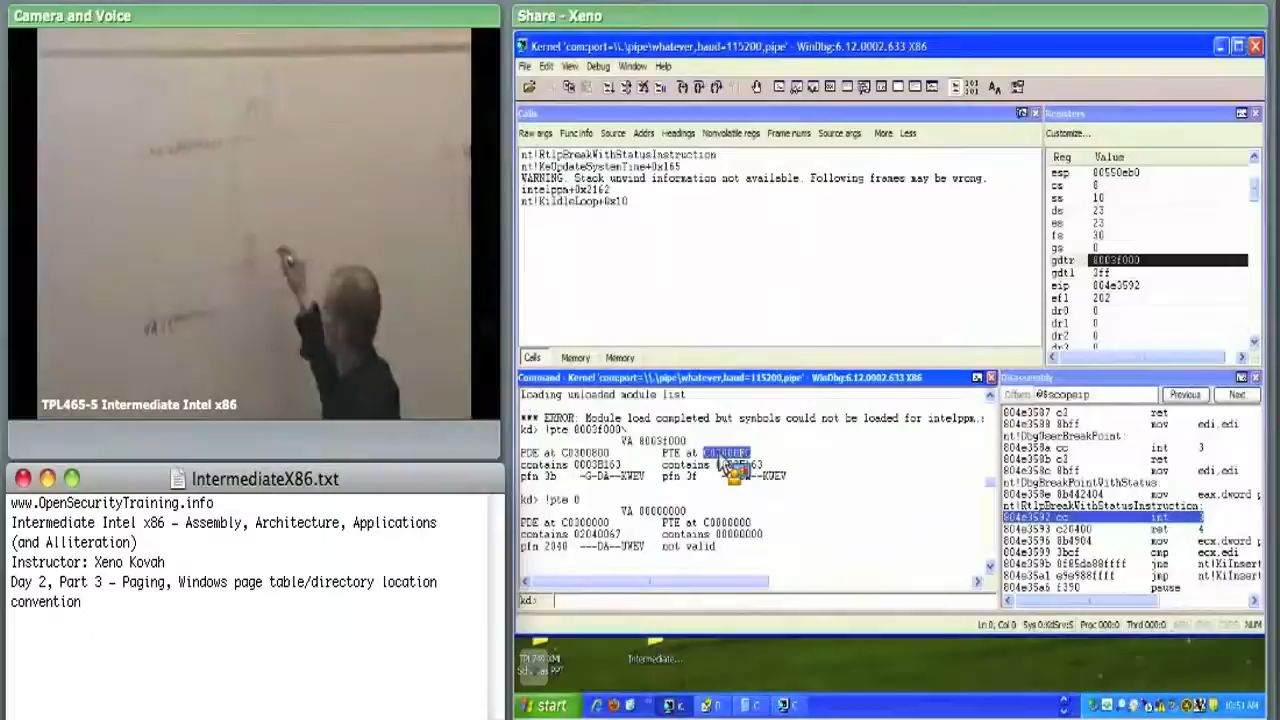 Camera and Voice
TPL465-5 Intermediate Intel x86
IntermediateX86.txt
www.OpenSecurityTraining.info
Intermediate Intel x86 – Assembly, Architecture, Applications
(and Alliteration)
Instructor: Xeno Kovah
Day 2, Part 3 – Paging, Windows page table/directory location
convention
Share - Xeno
Kernel 'com:port=\\.\pipe\whatever,baud=115200,pipe' - WinDbg:6.12.0002.633 X86
File Edit View Debug Window Help
Calls
Raw args Func info Source Addrs Headings Nonvolatile regs Frame nums Source args More Less
nt!RtlpBreakWithStatusInstruction
nt!KeUpdateSystemTime+0x165
WARNING: Stack unwind information not available. Following frames may be wrong.
intelppm+0x2162
nt!KiIdleLoop+0x10
Calls Memory Memory
Registers
Customize...
Reg Value
esp 80550eb0
cs 8
ss 10
ds 23
es 23
fs 30
gs 0
gdtr 8003f000
gdtl 3ff
eip 804e3592
efl 202
dr0 0
dr1 0
dr2 0
Command - Kernel 'com:port=\\.\pipe\whatever,baud=115200,pipe' - WinDbg:6.12.0002.633 X86
Loading unloaded module list
*** ERROR: Module load completed but symbols could not be loaded for intelppm.s
kd> !pte 8003f000\
VA 8003f000
PDE at C0300800 PTE at
contains 0003B163 contains
pfn 3b -G-DA--KWEV pfn 3f --KWEV
kd> !pte 0
VA 00000000
PDE at C0300000 PTE at C0000000
contains 02040067 contains 00000000
pfn 2040 ---DA--UWEV not valid
kd>
Disassembly
Offset: @$scopeip Previous Next
804e3587 c3 ret
804e3588 8bff mov edi,edi
nt!DbgUserBreakPoint:
804e358a cc int 3
804e358b c3 ret
804e358c 8bff mov edi,edi
nt!DbgBreakPointWithStatus:
804e358e 8b442404 mov eax,dword p
nt!RtlpBreakWithStatusInstruction:
804e3592 cc int 3
804e3593 c20400 ret 4
804e3596 8b4904 mov ecx,dword p
804e3599 3bcf cmp ecx,edi
804e359b 0f85da88ffff jne nt!KiInsert
804e35a1 e9e988ffff jmp nt!KiInsert
804e35a6 f390 pause
Ln 0, Col 0 Sys 0:KdSrv:S Proc 000:0 Thrd 000:0 NUM
Intermediate...
start
10:51 AM